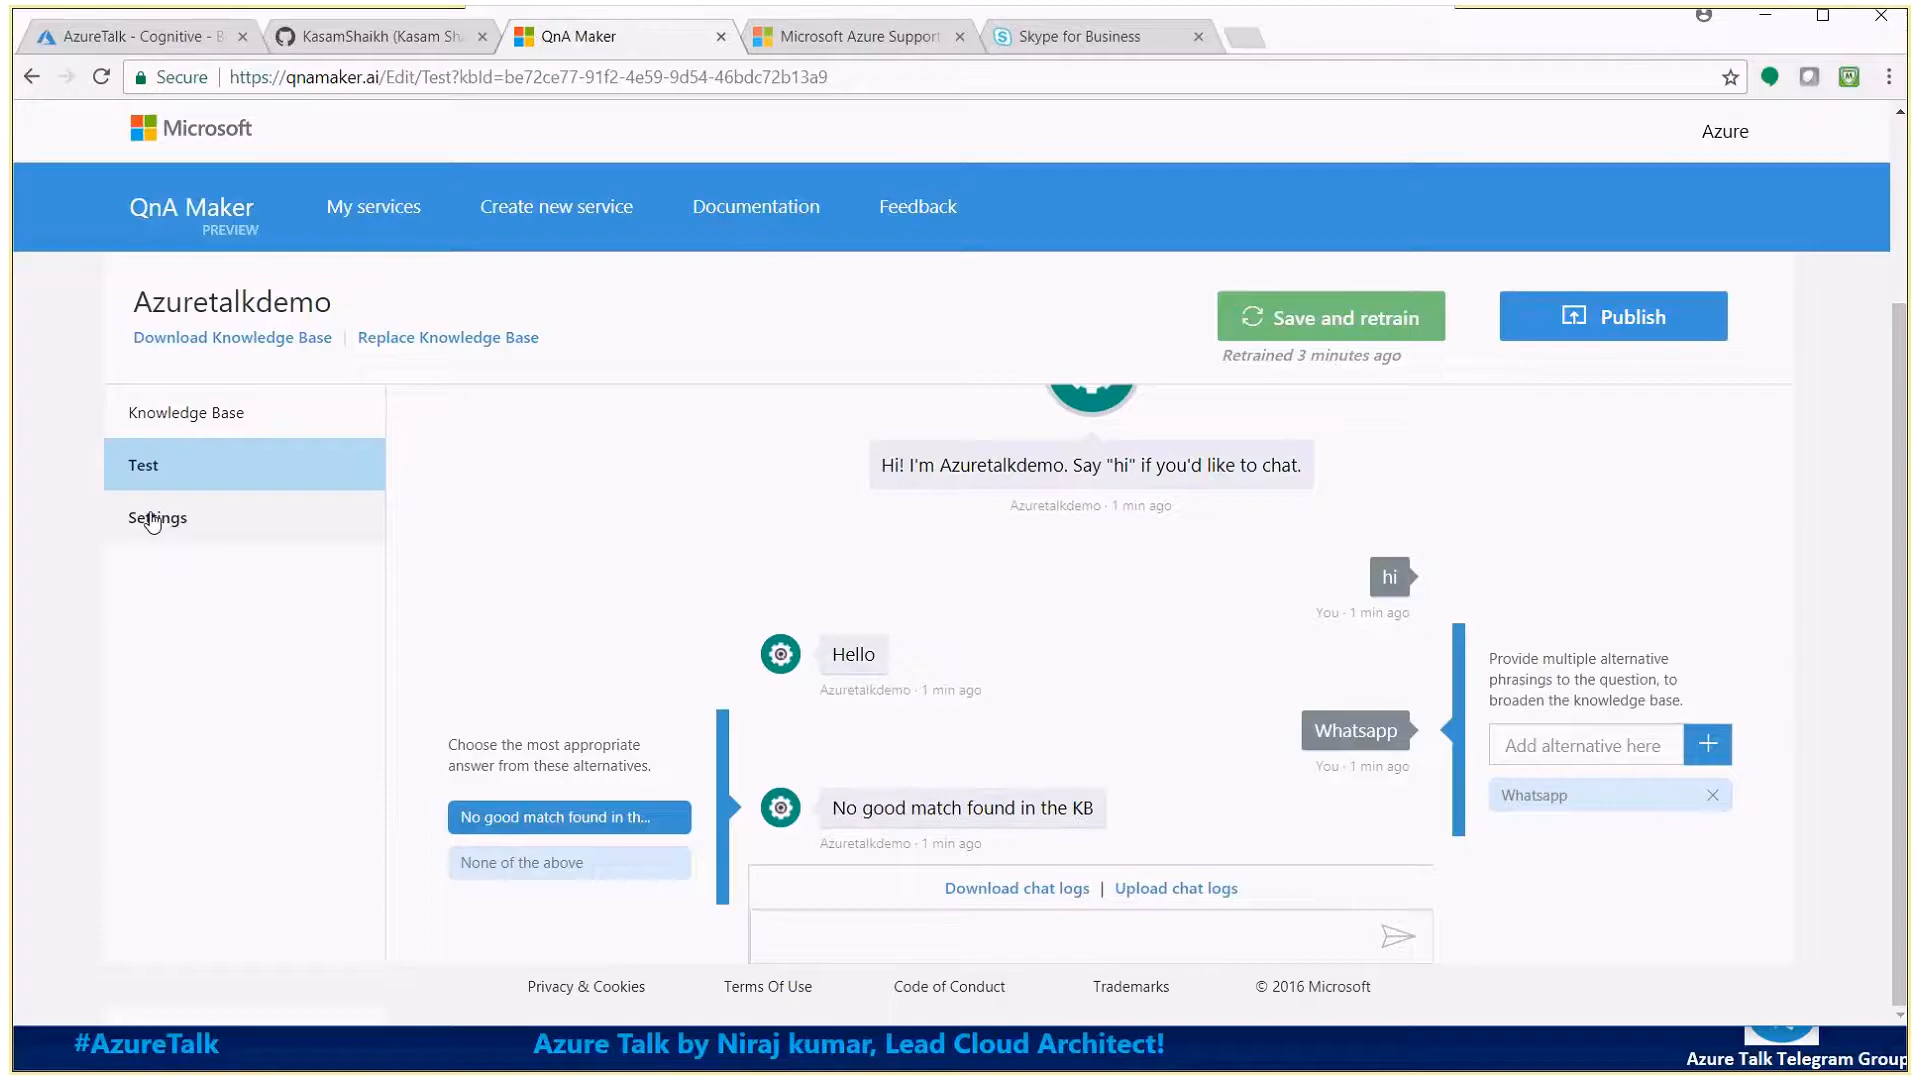 AzureTalk - Cognitive - B
KasamShaikh (Kasam Sha
QnA Maker
Microsoft Azure Support
Skype for Business
Secure
https://qnamaker.ai/Edit/Test?kbId=be72ce77-91f2-4e59-9d54-46bdc72b13a9
Microsoft
Azure
QnA Maker
PREVIEW
My services
Create new service
Documentation
Feedback
Azuretalkdemo
Download Knowledge Base
Replace Knowledge Base
Save and retrain
Publish
Retrained 3 minutes ago
Knowledge Base
Test
Settings
Hi! I'm Azuretalkdemo. Say "hi" if you'd like to chat.
Azuretalkdemo · 1 min ago
hi
You · 1 min ago
Hello
Azuretalkdemo · 1 min ago
Provide multiple alternative
phrasings to the question, to
broaden the knowledge base.
Whatsapp
You · 1 min ago
Add alternative here
Whatsapp
Choose the most appropriate
answer from these alternatives.
No good match found in th...
None of the above
No good match found in the KB
Azuretalkdemo · 1 min ago
Download chat logs | Upload chat logs
Privacy & Cookies
Terms Of Use
Code of Conduct
Trademarks
© 2016 Microsoft
#AzureTalk
Azure Talk by Niraj kumar, Lead Cloud Architect!
Azure Talk Telegram Group